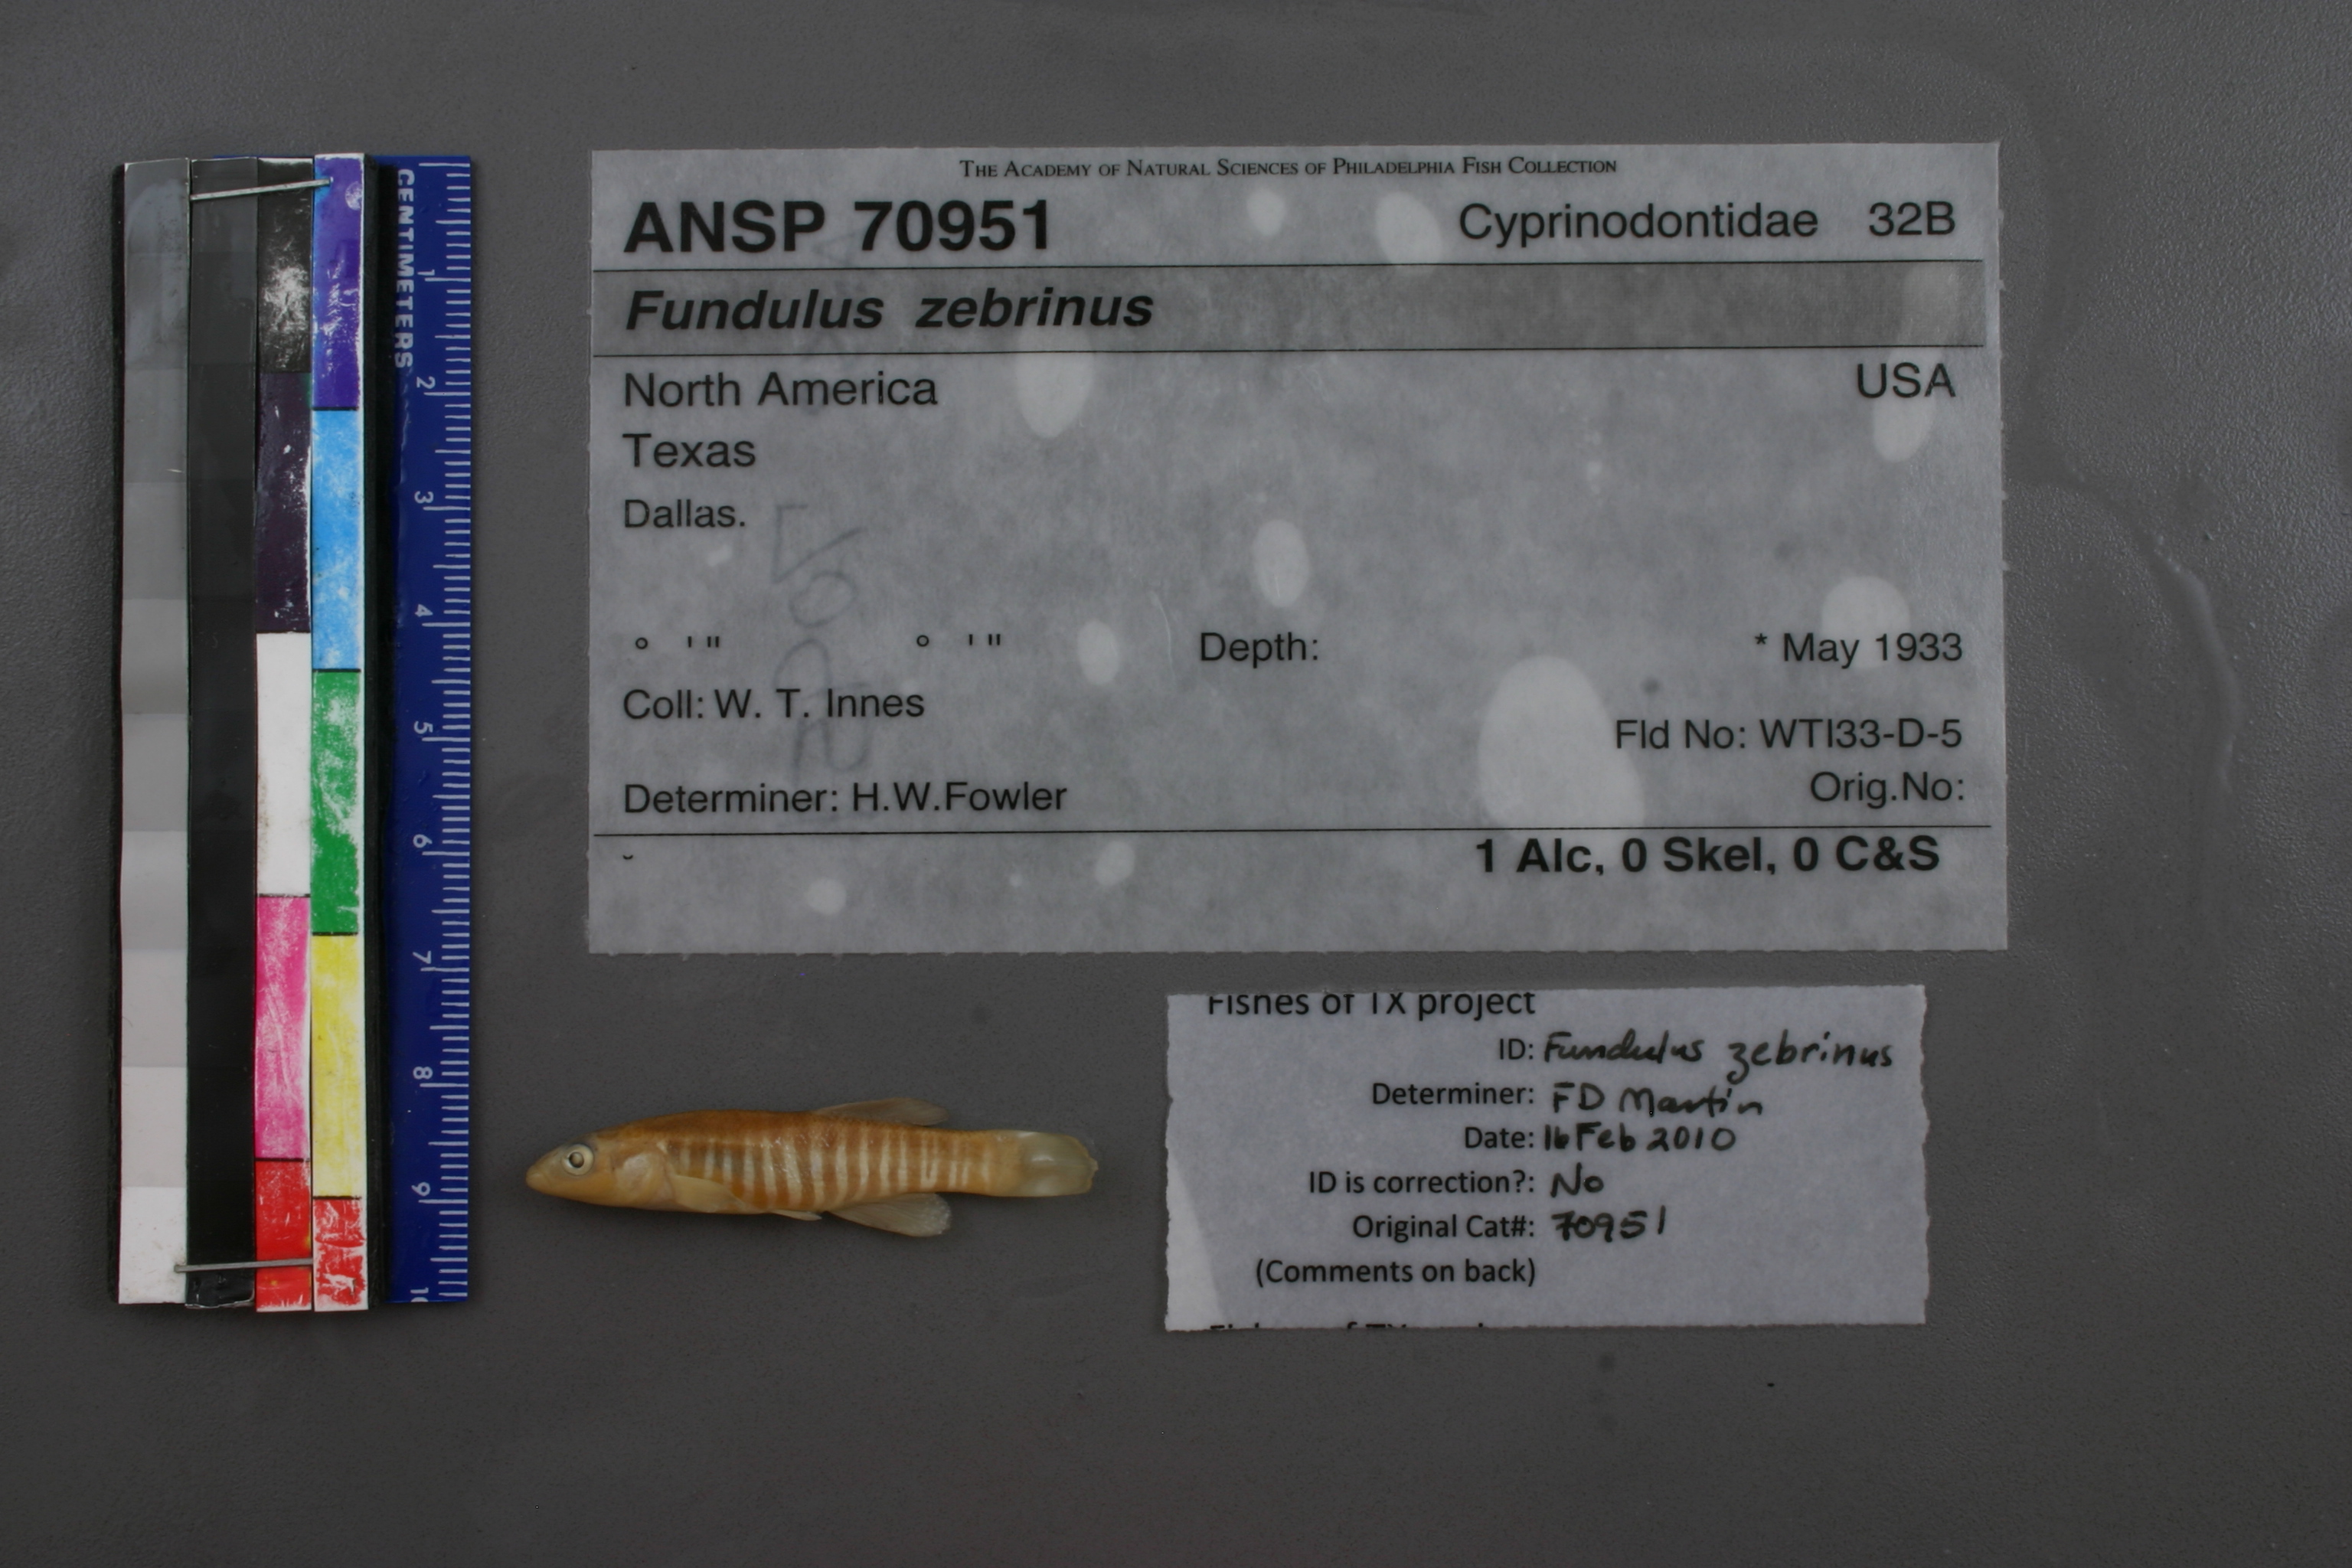 THE ACADEMY OF NATURAL SCIENCES OF PHILADELPHIA FISH COLLECTION
ANSP 70951 Cyprinodontidae 32B
Fundulus zebrinus
North America USA
Texas
Dallas.
° ' " ° ' " Depth: * May 1933
Coll: W. T. Innes
Fld No: WTI33-D-5
Determiner: H.W.Fowler Orig.No:
1 Alc, 0 Skel, 0 C&S
CENTIMETERS
1
2
3
4
5
6
7
8
9
Fishes of TX project
ID: Fundulus zebrinus
Determiner: FD Martin
Date: 16 Feb 2010
ID is correction?: No
Original Cat#: 70951
(Comments on back)